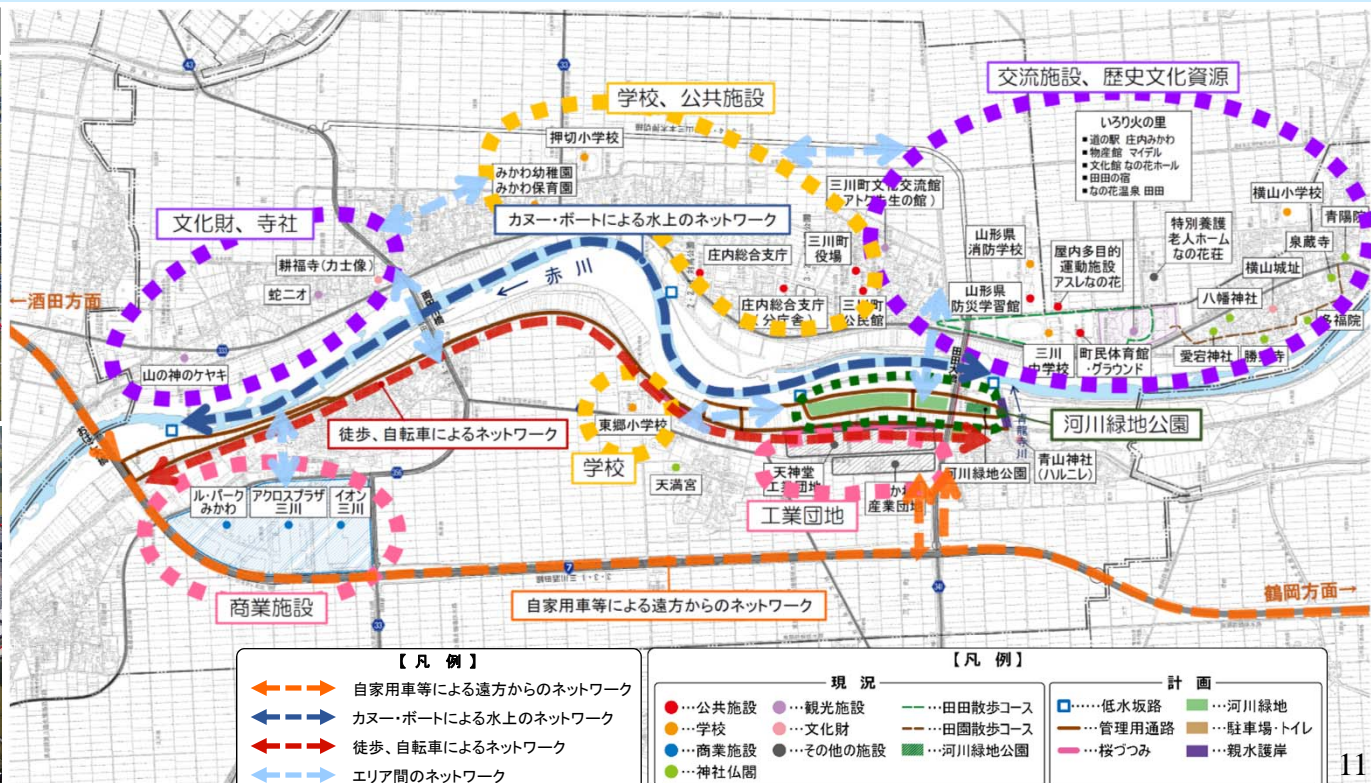 交流施設、歴史文化資源
いろり火の里
■道の駅 庄内みかわ
■物産館 マイデル
■文化館 なの花ホール
■田田の宿
■なの花温泉 田田
学校、公共施設
押切小学校
みかわ幼稚園
みかわ保育園
文化財、寺社
カヌー・ボートによる水上のネットワーク
耕福寺(力士像)
蛇二オ
山の神のケヤキ
←酒田方面
←赤川
庄内総合支庁
三川町
役場
庄内総合支庁
(分庁舎)
三川町
公民館
三川町文化交流館
山形県
消防学校
山形県
防災学習館
屋内多目的
運動施設
アスレなの花
特別養護
老人ホーム
なの花荘
横山小学校
青陽院
泉蔵寺
横山城址
八幡神社
多福院
愛宕神社
三川
中学校
町民体育館
・グラウンド
河川緑地公園
青山神社
(ハルニレ)
河川緑地公園
徒歩、自転車によるネットワーク
東郷小学校
学校
天満宮
天神堂
工業団地
産業団地
工業団地
ル・パーク
みかわ
アクロスプラザ
三川
イオン
三川
商業施設
自家用車等による遠方からのネットワーク
鶴岡方面→
43
33
333
256
7
33
50
【凡例】
自家用車等による遠方からのネットワーク
カヌー・ボートによる水上のネットワーク
徒歩、自転車によるネットワーク
エリア間のネットワーク
【凡例】
現況
●…公共施設
●…学校
●…商業施設
●…神社仏閣
●…観光施設
●…文化財
●…その他の施設
…田田散歩コース
…田園散歩コース
…河川緑地公園
計画
……低水坂路
…管理用通路
…桜づつみ
…河川緑地
…駐車場・トイレ
…親水護岸
11